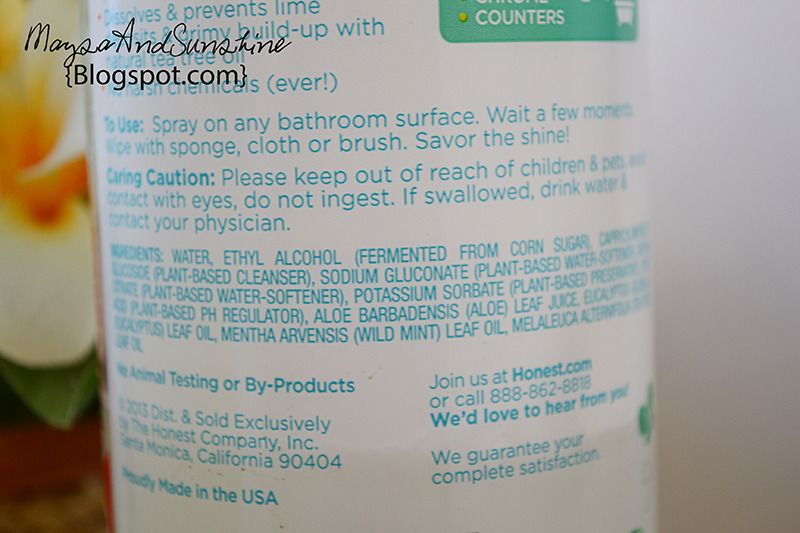 MaysaAndSunshine
{Blogspot.com}
Dissolves & prevents lime
grimy build-up with
natural tea tree oil
No harsh chemicals (ever!)
COUNTERS
To Use: Spray on any bathroom surface. Wait a few moments.
Wipe with sponge, cloth or brush. Savor the shine!
Caring Caution: Please keep out of reach of children & pets, avoid
contact with eyes, do not ingest. If swallowed, drink water &
contact your physician.
INGREDIENTS: WATER, ETHYL ALCOHOL (FERMENTED FROM CORN SUGAR),
GLUCOSIDE (PLANT-BASED CLEANSER), SODIUM GLUCONATE (PLANT-BASED WATER-SOFTENER),
CITRATE (PLANT-BASED WATER-SOFTENER), POTASSIUM SORBATE (PLANT-BASED PRESERVATIVE),
ACID (PLANT-BASED PH REGULATOR), ALOE BARBADENSIS (ALOE) LEAF JUICE, EUCALYPTUS
(EUCALYPTUS) LEAF OIL, MENTHA ARVENSIS (WILD MINT) LEAF OIL, MELALEUCA ALTERNIFOLIA
LEAF OIL
No Animal Testing or By-Products
© 2013 Dist. & Sold Exclusively
by The Honest Company, Inc.
Santa Monica, California 90404
Proudly Made in the USA
Join us at Honest.com
or call 888-862-8818
We'd love to hear from you!
We guarantee your
complete satisfaction.